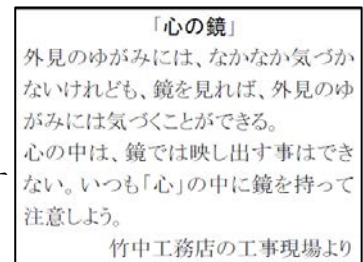 「心の鏡」
外見のゆがみには、なかなか気づか
ないけれども、鏡を見れば、外見のゆ
がみには気づくことができる。
心の中は、鏡では映し出す事はでき
ない。いつも「心」の中に鏡を持って
注意しよう。
竹中工務店の工事現場より